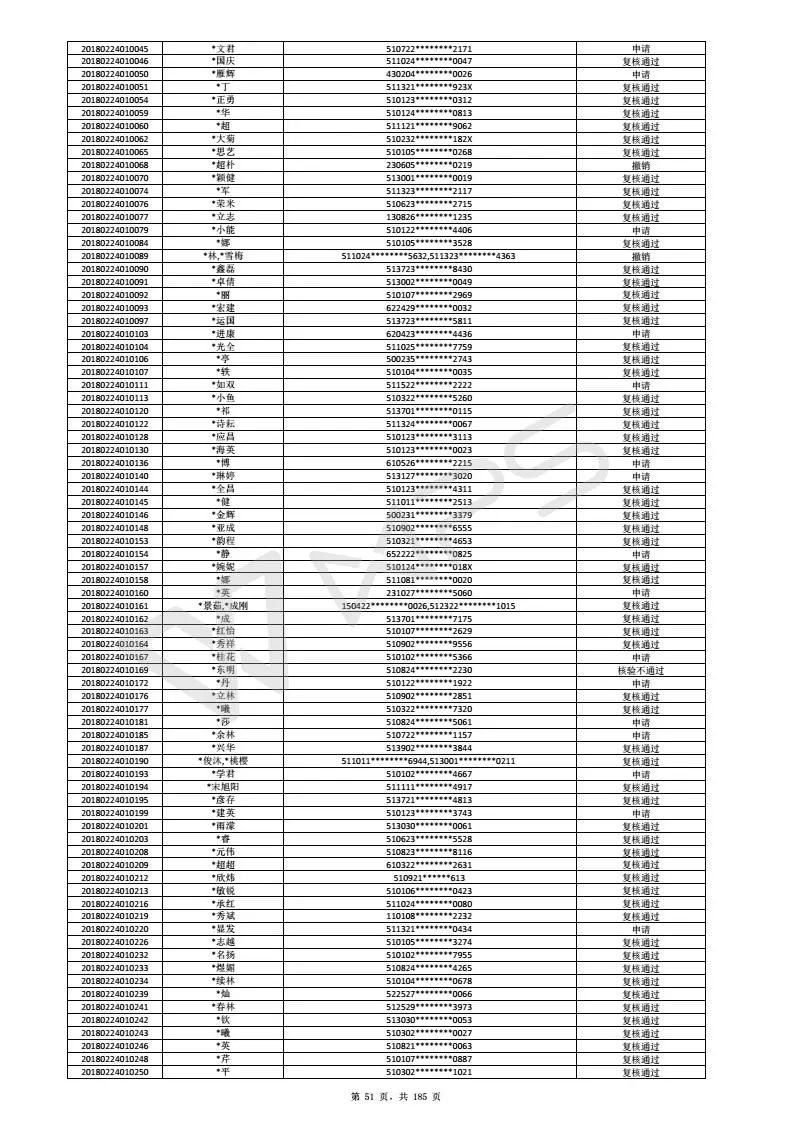 20180224010045 *文君 510722********2171 申请
20180224010046 *国庆 511024********0047 复核通过
20180224010050 *雁辉 430204********0026 申请
20180224010051 *丁 511321********923X 复核通过
20180224010054 *正勇 510123********0312 复核通过
20180224010059 *华 510124********0813 复核通过
20180224010060 *超 511121********9062 复核通过
20180224010062 *大菊 510232********182X 复核通过
20180224010065 *思艺 510105********0268 复核通过
20180224010068 *超朴 230605********0219 撤销
20180224010070 *颖健 513001********0019 复核通过
20180224010074 *军 511323********2117 复核通过
20180224010076 *荣米 510623********2715 复核通过
20180224010077 *立志 130826********1235 复核通过
20180224010079 *小能 510122********4406 申请
20180224010084 *娜 510105********3528 复核通过
20180224010089 *林,*雪梅 511024********5632,511323********4363 撤销
20180224010090 *鑫磊 513723********8430 复核通过
20180224010091 *卓倩 513002********0049 复核通过
20180224010092 *丽 510107********2969 复核通过
20180224010093 *宏建 622429********0032 复核通过
20180224010097 *运国 513723********5811 复核通过
20180224010103 *进康 620423********4436 申请
20180224010104 *光全 511025********7759 复核通过
20180224010106 *亭 500235********2743 复核通过
20180224010107 *轶 510104********0035 复核通过
20180224010111 *如双 511522********2222 申请
20180224010113 *小鱼 510322********5260 复核通过
20180224010120 *祁 513701********0115 复核通过
20180224010122 *诗耘 511324********0067 复核通过
20180224010128 *应昌 510123********3113 复核通过
20180224010130 *海英 510123********0023 复核通过
20180224010136 *博 610526********2215 申请
20180224010140 *琳婷 513127********3020 申请
20180224010144 *全昌 510123********4311 复核通过
20180224010145 *健 511011********2513 复核通过
20180224010146 *金辉 500231********3379 复核通过
20180224010148 *亚成 510902********6555 复核通过
20180224010153 *韵程 510321********4653 复核通过
20180224010154 *静 652222********0825 申请
20180224010157 *婉妮 510124********018X 复核通过
20180224010158 *娜 511081********0020 复核通过
20180224010160 *英 231027********5060 申请
20180224010161 *景茹,*成刚 150422********0026,512322********1015 复核通过
20180224010162 *成 513701********7175 复核通过
20180224010163 *红怡 510107********2629 复核通过
20180224010164 *秀祥 510902********9556 复核通过
20180224010167 *桂花 510102********5366 申请
20180224010169 *东明 510824********2230 核验不通过
20180224010172 *丹 510122********1922 申请
20180224010176 *立林 510902********2851 复核通过
20180224010177 *曦 510322********7320 复核通过
20180224010181 *莎 510824********5061 申请
20180224010185 *余林 510722********1157 申请
20180224010187 *兴华 513902********3844 复核通过
20180224010190 *俊沐,*桃樱 511011********6944,513001********0211 复核通过
20180224010193 *学君 510102********4667 申请
20180224010194 *宋旭阳 511111********4917 复核通过
20180224010195 *彦存 513721********4813 复核通过
20180224010199 *建英 510123********3743 申请
20180224010201 *雨濛 513030********0061 复核通过
20180224010203 *睿 510623********5528 复核通过
20180224010208 *元伟 510823********8116 复核通过
20180224010209 *超超 610322********2631 复核通过
20180224010212 *欣炜 510921******613 复核通过
20180224010213 *敏锐 510106********0423 复核通过
20180224010216 *承红 511024********0080 复核通过
20180224010219 *秀斌 110108********2232 复核通过
20180224010220 *显发 511321********0434 申请
20180224010226 *志越 510105********3274 复核通过
20180224010232 *名扬 510102********7955 复核通过
20180224010233 *煜媚 510824********4265 复核通过
20180224010234 *续林 510104********0678 复核通过
20180224010239 *灿 522527********0066 复核通过
20180224010241 *春林 512529********3973 复核通过
20180224010242 *钦 513030********0053 复核通过
20180224010243 *曦 510302********0027 复核通过
20180224010246 *英 510821********0063 复核通过
20180224010248 *芹 510107********0887 复核通过
20180224010250 *平 510302********1021 复核通过
第 51 页，共 185 页